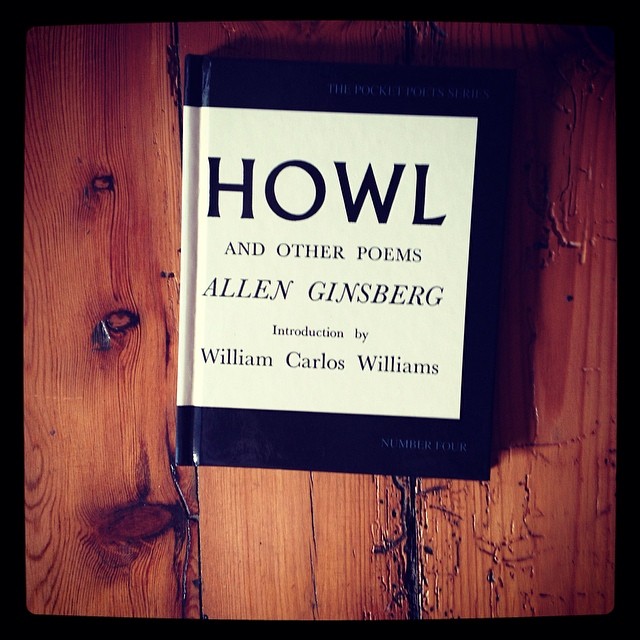 THE POCKET POETS SERIES
HOWL
AND OTHER POEMS
ALLEN GINSBERG
Introduction by
William Carlos Williams
NUMBER FOUR